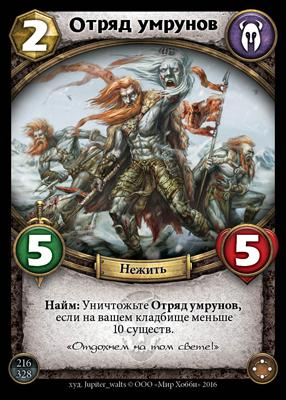 2
Отряд умрунов
5
Нежить
5
Найм: Уничтожьте Отряд умрунов,
если на вашем кладбище меньше
10 существ.
«Отдохнем на том свете!»
216
328
худ. Jupiter_walts © ООО «Мир Хобби» 2016